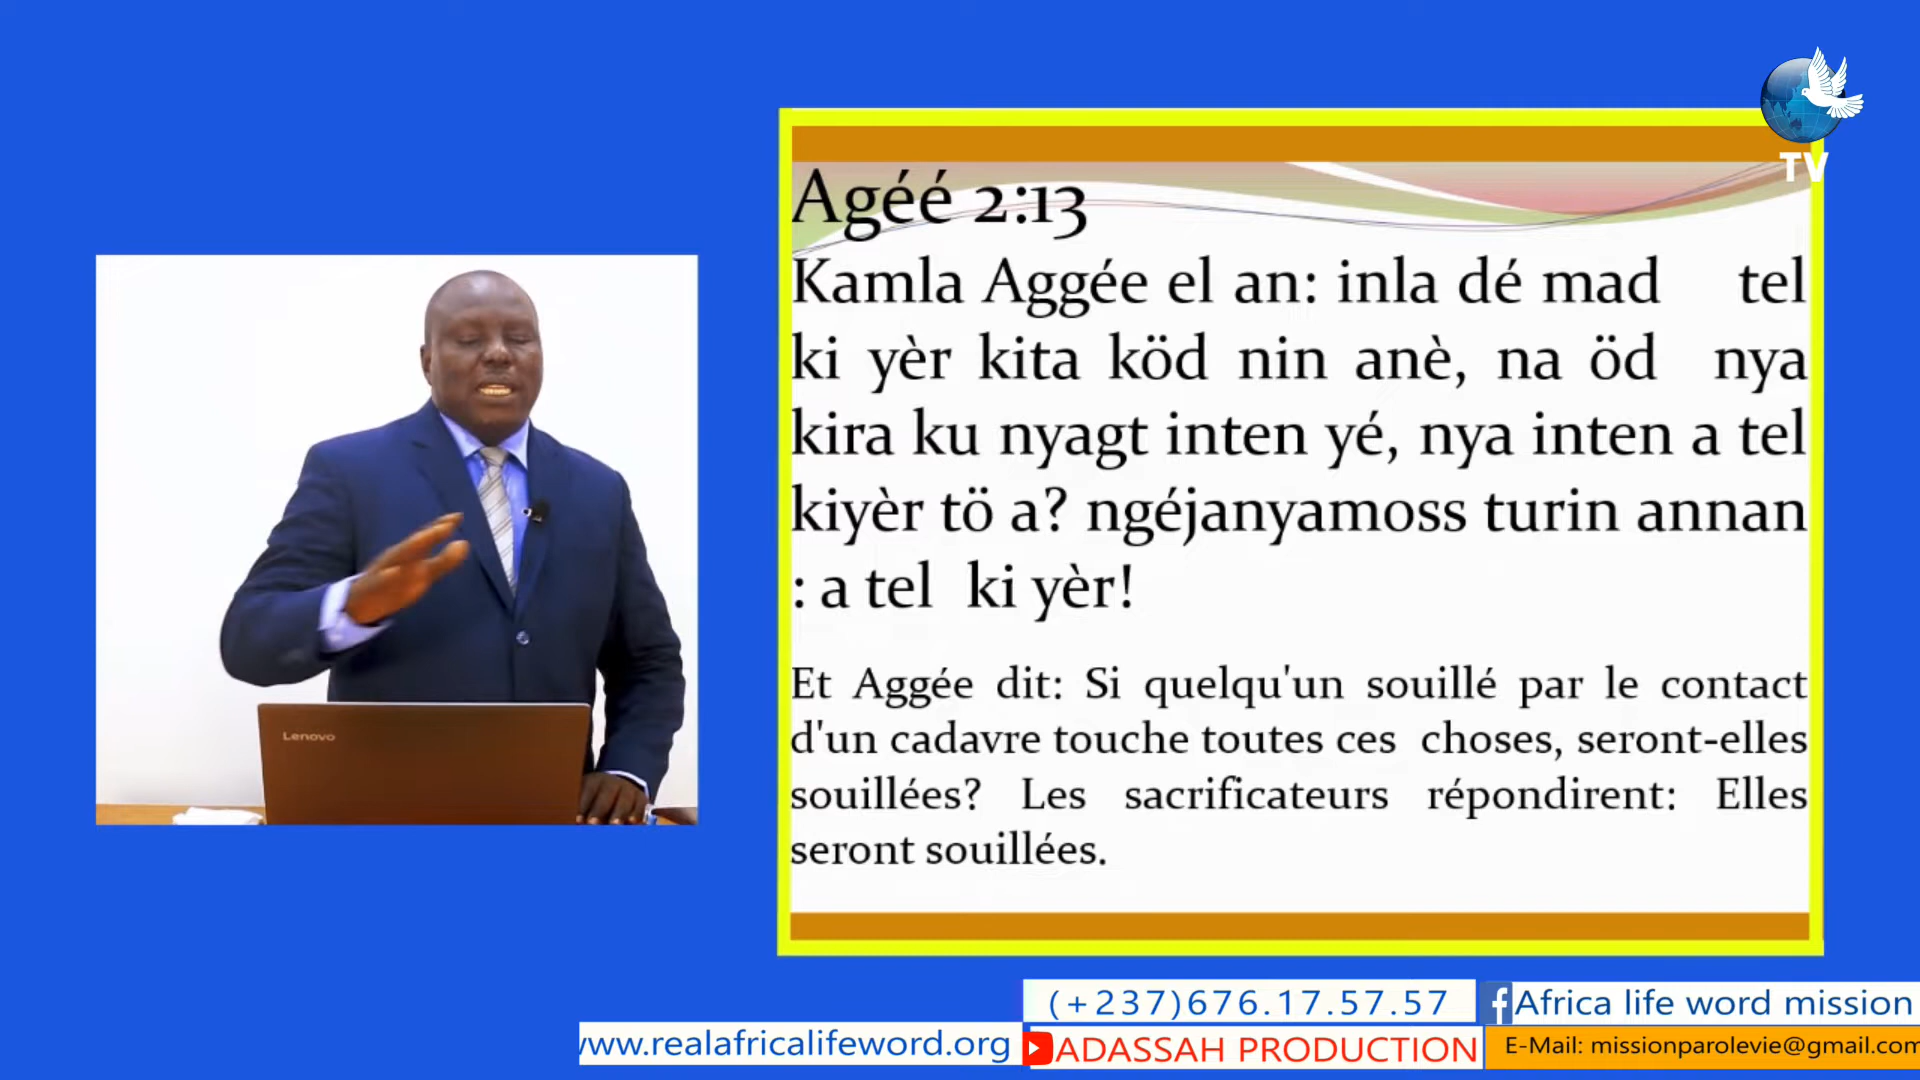 TV
Agéé 2:13
Kamla Aggée el an: inla dé mad tel
ki yèr kita köd nin anè, na öd nya
kira ku nyagt inten yé, nya inten a tel
kiyèr tö a? ngéjanyamoss turin annan
: a tel ki yèr!
Et Aggée dit: Si quelqu'un souillé par le contact
d'un cadavre touche toutes ces choses, seront-elles
souillées? Les sacrificateurs répondirent: Elles
seront souillées.
Lenovo
(+237)676.17.57.57
Africa life word mission
www.realafricalifeword.org
ADASSAH PRODUCTION
E-Mail: missionparolevie@gmail.com